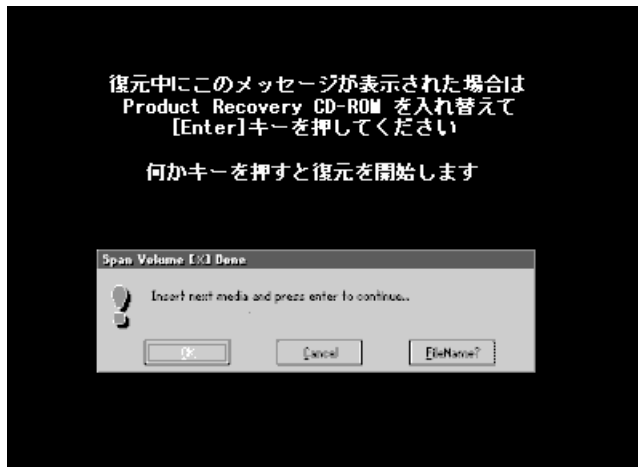 復元中にこのメッセージが表示された場合は
Product Recovery CD-ROM を入れ替えて
[Enter]キーを押してください
何かキーを押すと復元を開始します
Span Volume [X] Done
Insert next media and press enter to continue..
OK
Cancel
FileName?